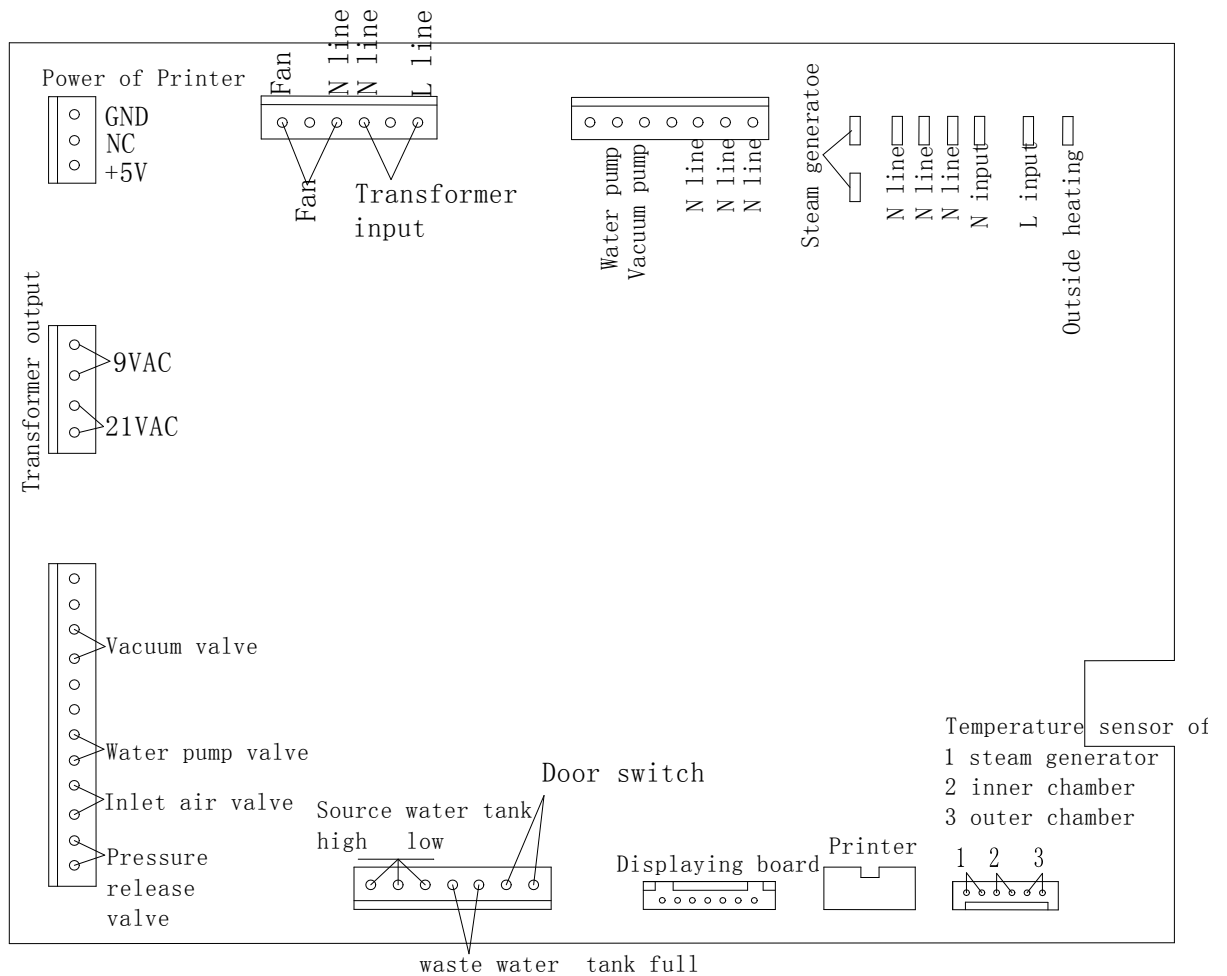 Fan
N line
N line
L line
Power of Printer
GND
NC
+5V
Fan
Transformer
input
Water pump
Vacuum pump
N line
N line
N line
Steam generatoe
N line
N line
N line
N input
L input
Outside heating
Transformer output
9VAC
21VAC
Vacuum valve
Water pump valve
Inlet air valve
Pressure
release
valve
Door switch
Source water tank
high low
waste water tank full
Displaying board
Printer
Temperature sensor of
1 steam generator
2 inner chamber
3 outer chamber
1 2 3